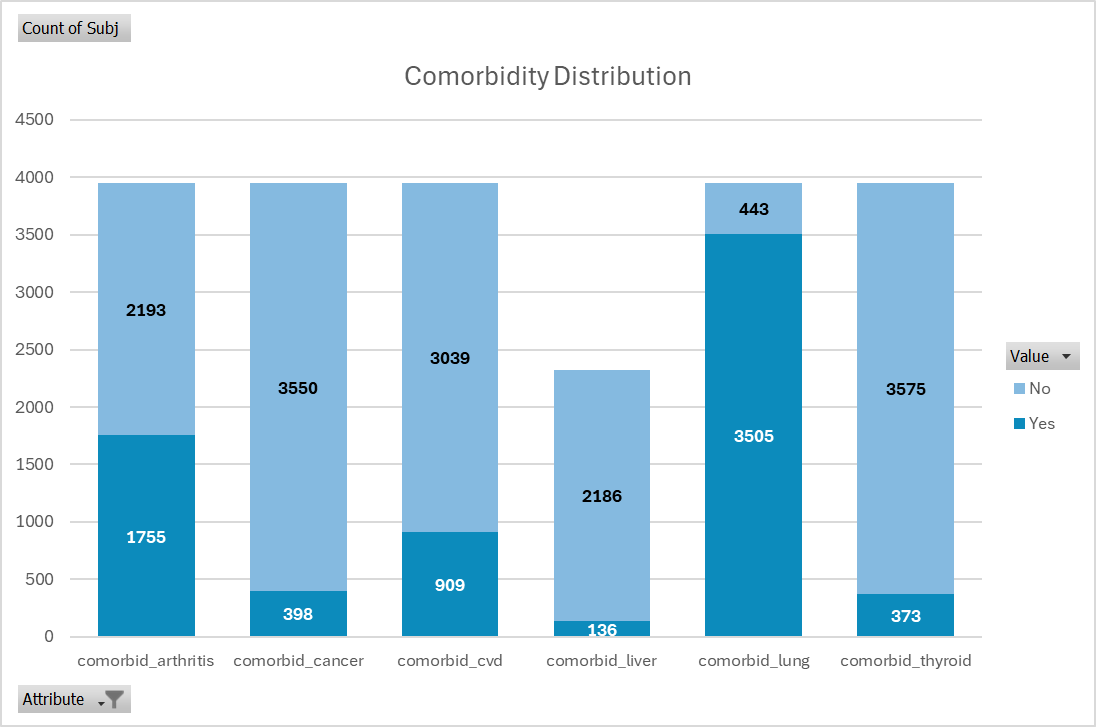 Count of Subj
Comorbidity Distribution
4500
4000
3500
3000
2500
2000
1500
1000
500
0
2193
1755
3550
398
3039
909
2186
136
443
3505
3575
373
comorbid_arthritis
comorbid_cancer
comorbid_cvd
comorbid_liver
comorbid_lung
comorbid_thyroid
Value
No
Yes
Attribute